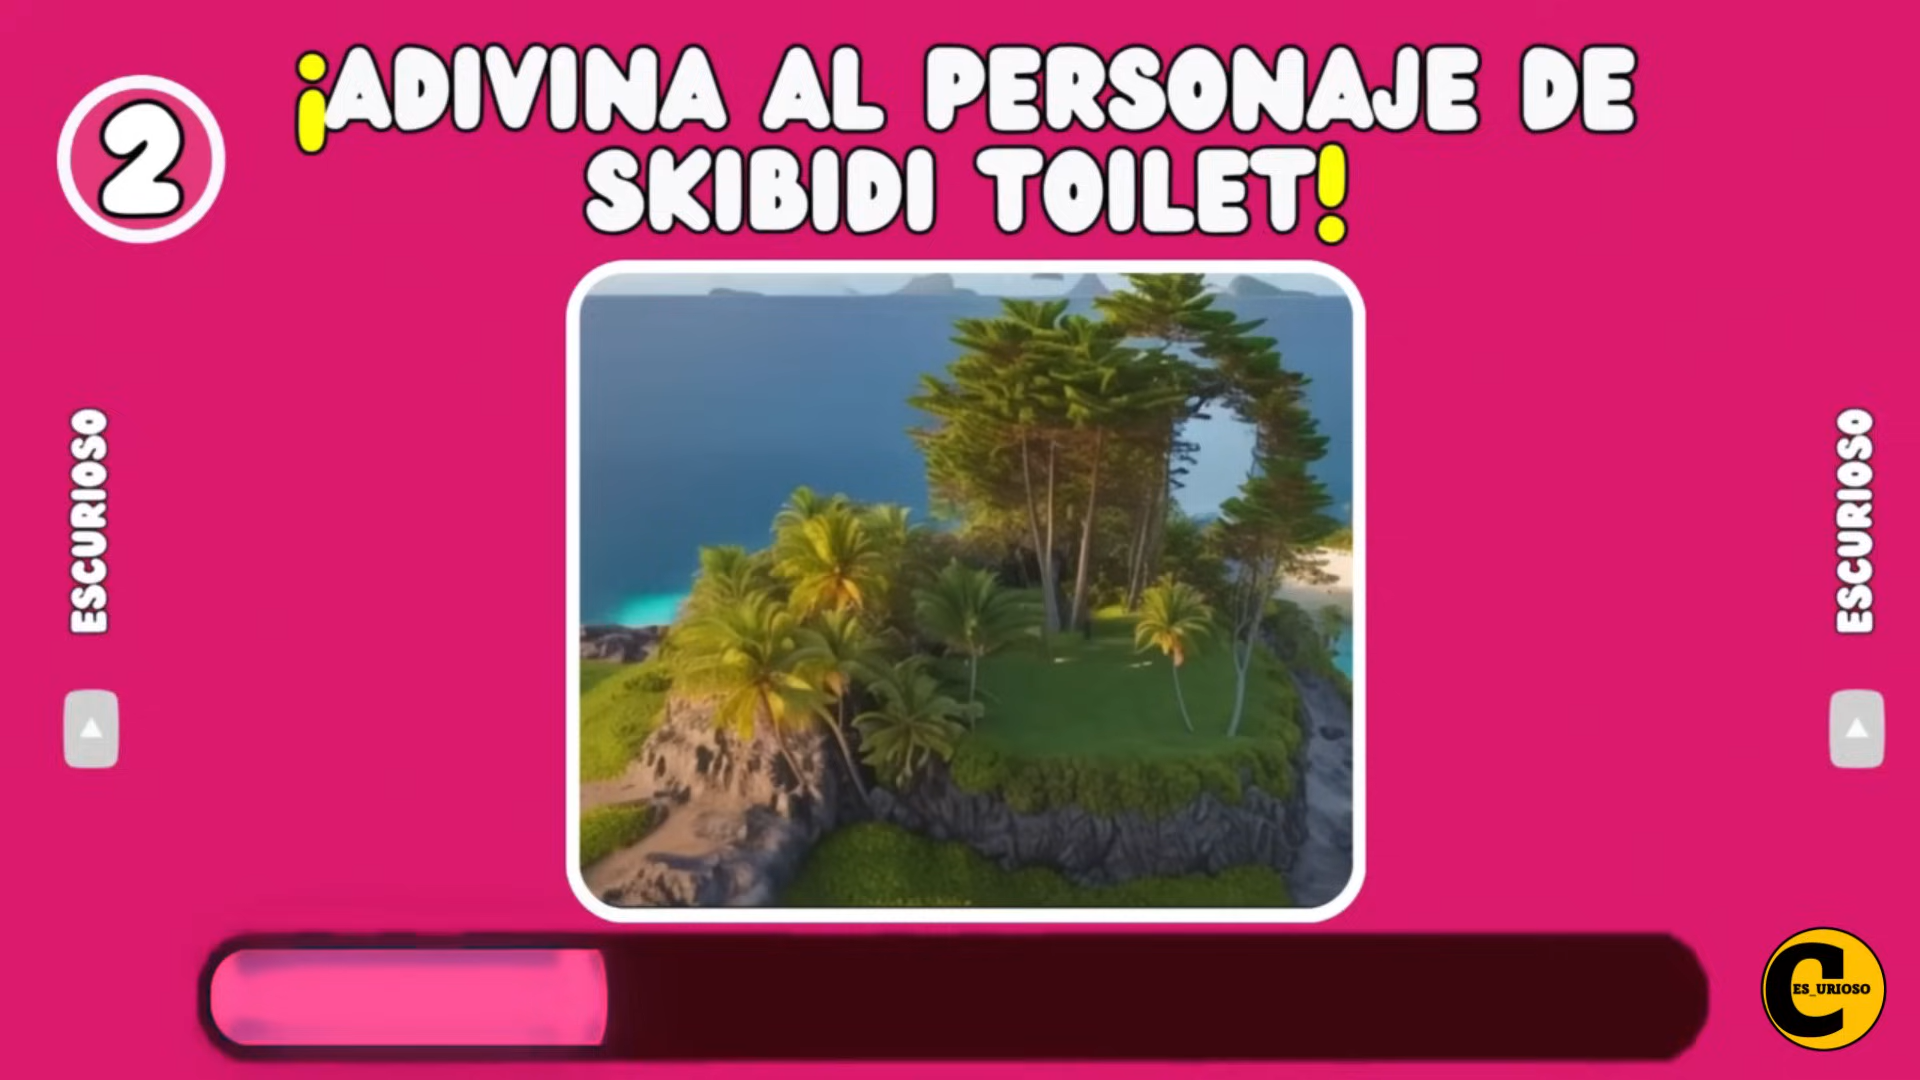 2
¡ADIVINA AL PERSONAJE DE
SKIBIDI TOILET!
ESCURIOSO
ESCURIOSO
C
ES_URIOSO